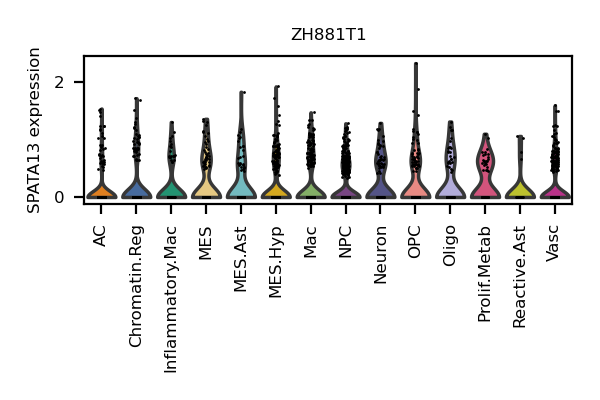 ZH881T1
SPATA13 expression
2
0
AC
Chromatin.Reg
Inflammatory.Mac
MES
MES.Ast
MES.Hyp
Mac
NPC
Neuron
OPC
Oligo
Prolif.Metab
Reactive.Ast
Vasc